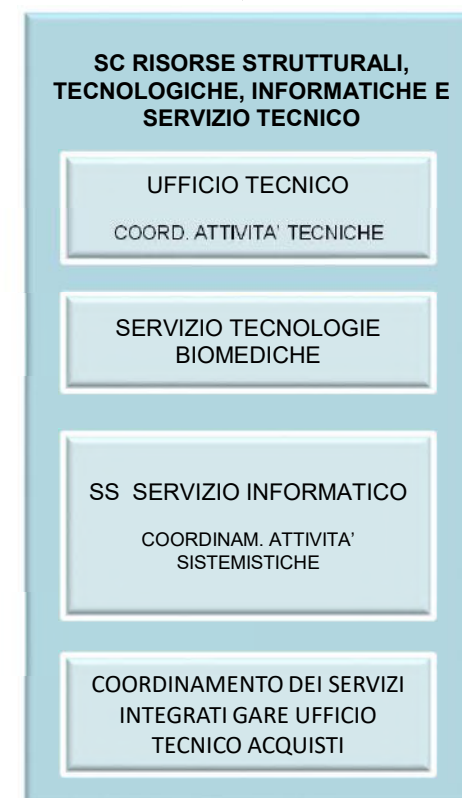 SC RISORSE STRUTTURALI,
TECNOLOGICHE, INFORMATICHE E
SERVIZIO TECNICO
UFFICIO TECNICO
COORD. ATTIVITA' TECNICHE
SERVIZIO TECNOLOGIE
BIOMEDICHE
SS SERVIZIO INFORMATICO
COORDINAM. ATTIVITA'
SISTEMISTICHE
COORDINAMENTO DEI SERVIZI
INTEGRATI GARE UFFICIO
TECNICO ACQUISTI